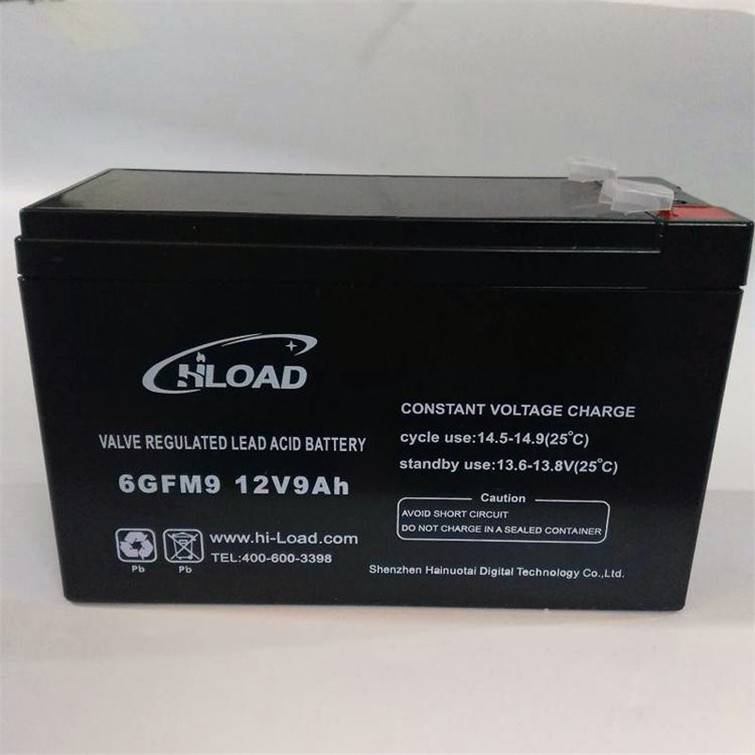 HiLOAD
VALVE REGULATED LEAD ACID BATTERY
6GFM9 12V9Ah
www.hi-Load.com
TEL:400-600-3398
Pb
Pb
CONSTANT VOLTAGE CHARGE
cycle use:14.5-14.9(25°C)
standby use:13.6-13.8V(25°C)
Caution
AVOID SHORT CIRCUIT
DO NOT CHARGE IN A SEALED CONTAINER
Shenzhen Hainuotai Digital Technology Co.,Ltd.